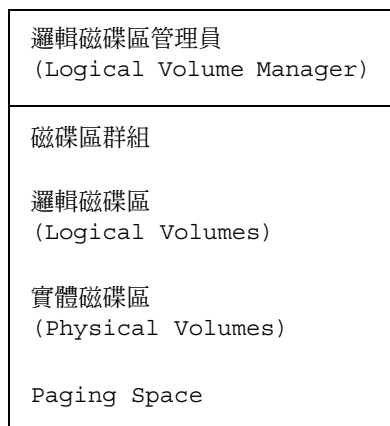 邏輯磁碟區管理員
(Logical Volume Manager)
磁碟區群組
邏輯磁碟區
(Logical Volumes)
實體磁碟區
(Physical Volumes)
Paging Space